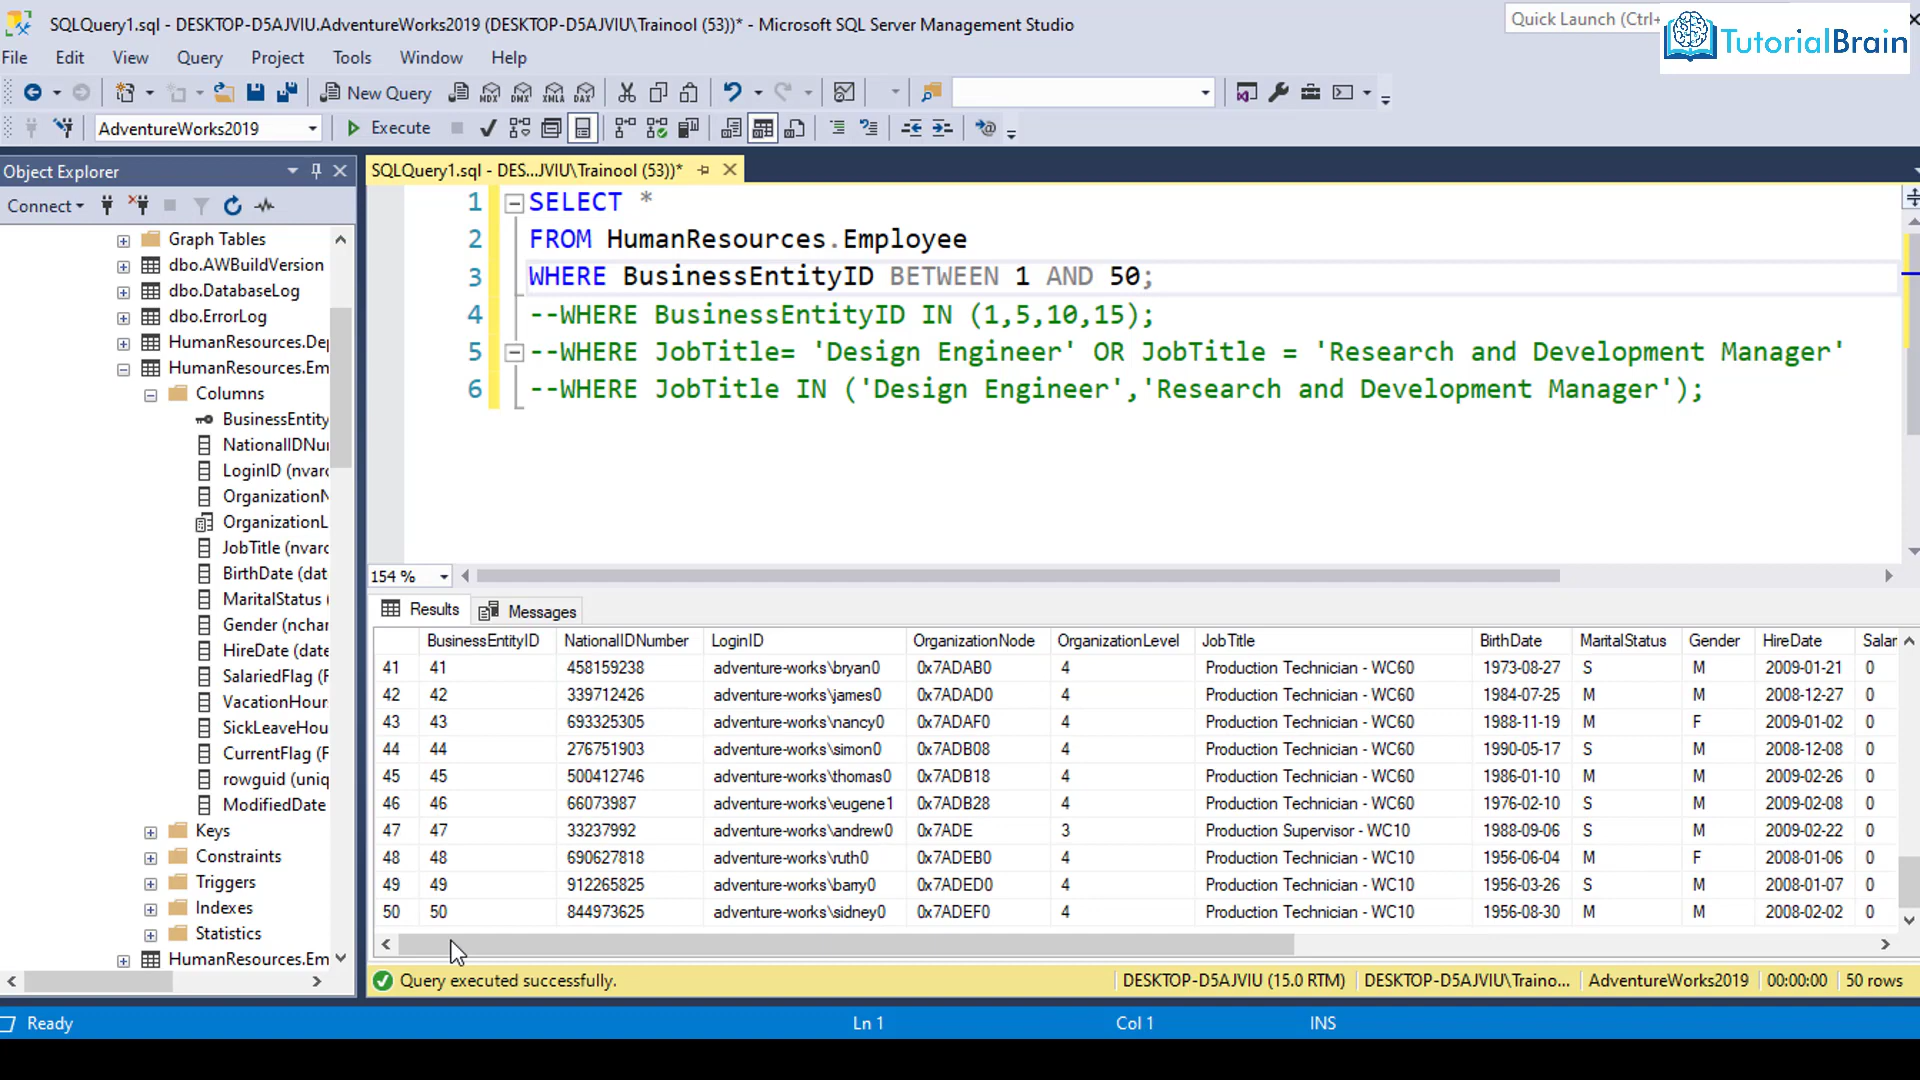 SQLQuery1.sql - DESKTOP-D5AJVIU.AdventureWorks2019 (DESKTOP-D5AJVIU\Trainool (53))* - Microsoft SQL Server Management Studio
Quick Launch (Ctrl+
TutorialBrain
File Edit View Query Project Tools Window Help
New Query MDX DMX XMLA DAX
AdventureWorks2019 Execute
Object Explorer
Connect
Graph Tables
dbo.AWBuildVersion
dbo.DatabaseLog
dbo.ErrorLog
HumanResources.De
HumanResources.Em
Columns
BusinessEntity
NationalIDNu
LoginID (nvarc
OrganizationN
OrganizationL
JobTitle (nvarc
BirthDate (dat
MaritalStatus (
Gender (nchar
HireDate (date
SalariedFlag (F
VacationHour
SickLeaveHou
CurrentFlag (F
rowguid (uniq
ModifiedDate
Keys
Constraints
Triggers
Indexes
Statistics
HumanResources.Em
SQLQuery1.sql - DES...JVIU\Trainool (53))*
1 SELECT *
2 FROM HumanResources.Employee
3 WHERE BusinessEntityID BETWEEN 1 AND 50;
4 --WHERE BusinessEntityID IN (1,5,10,15);
5 --WHERE JobTitle= 'Design Engineer' OR JobTitle = 'Research and Development Manager'
6 --WHERE JobTitle IN ('Design Engineer','Research and Development Manager');
154 %
Results Messages
BusinessEntityID NationalIDNumber LoginID OrganizationNode OrganizationLevel JobTitle BirthDate MaritalStatus Gender HireDate Salar
41 41 458159238 adventure-works\bryan0 0x7ADAB0 4 Production Technician - WC60 1973-08-27 S M 2009-01-21 0
42 42 339712426 adventure-works\james0 0x7ADAD0 4 Production Technician - WC60 1984-07-25 M M 2008-12-27 0
43 43 693325305 adventure-works\nancy0 0x7ADAF0 4 Production Technician - WC60 1988-11-19 M F 2009-01-02 0
44 44 276751903 adventure-works\simon0 0x7ADB08 4 Production Technician - WC60 1990-05-17 S M 2008-12-08 0
45 45 500412746 adventure-works\thomas0 0x7ADB18 4 Production Technician - WC60 1986-01-10 M M 2009-02-26 0
46 46 66073987 adventure-works\eugene1 0x7ADB28 4 Production Technician - WC60 1976-02-10 S M 2009-02-08 0
47 47 33237992 adventure-works\andrew0 0x7ADE 3 Production Supervisor - WC10 1988-09-06 S M 2009-02-22 0
48 48 690627818 adventure-works\ruth0 0x7ADEB0 4 Production Technician - WC10 1956-06-04 M F 2008-01-06 0
49 49 912265825 adventure-works\barry0 0x7ADED0 4 Production Technician - WC10 1956-03-26 S M 2008-01-07 0
50 50 844973625 adventure-works\sidney0 0x7ADEF0 4 Production Technician - WC10 1956-08-30 M M 2008-02-02 0
Query executed successfully. DESKTOP-D5AJVIU (15.0 RTM) DESKTOP-D5AJVIU\Traino... AdventureWorks2019 00:00:00 50 rows
Ready Ln 1 Col 1 INS